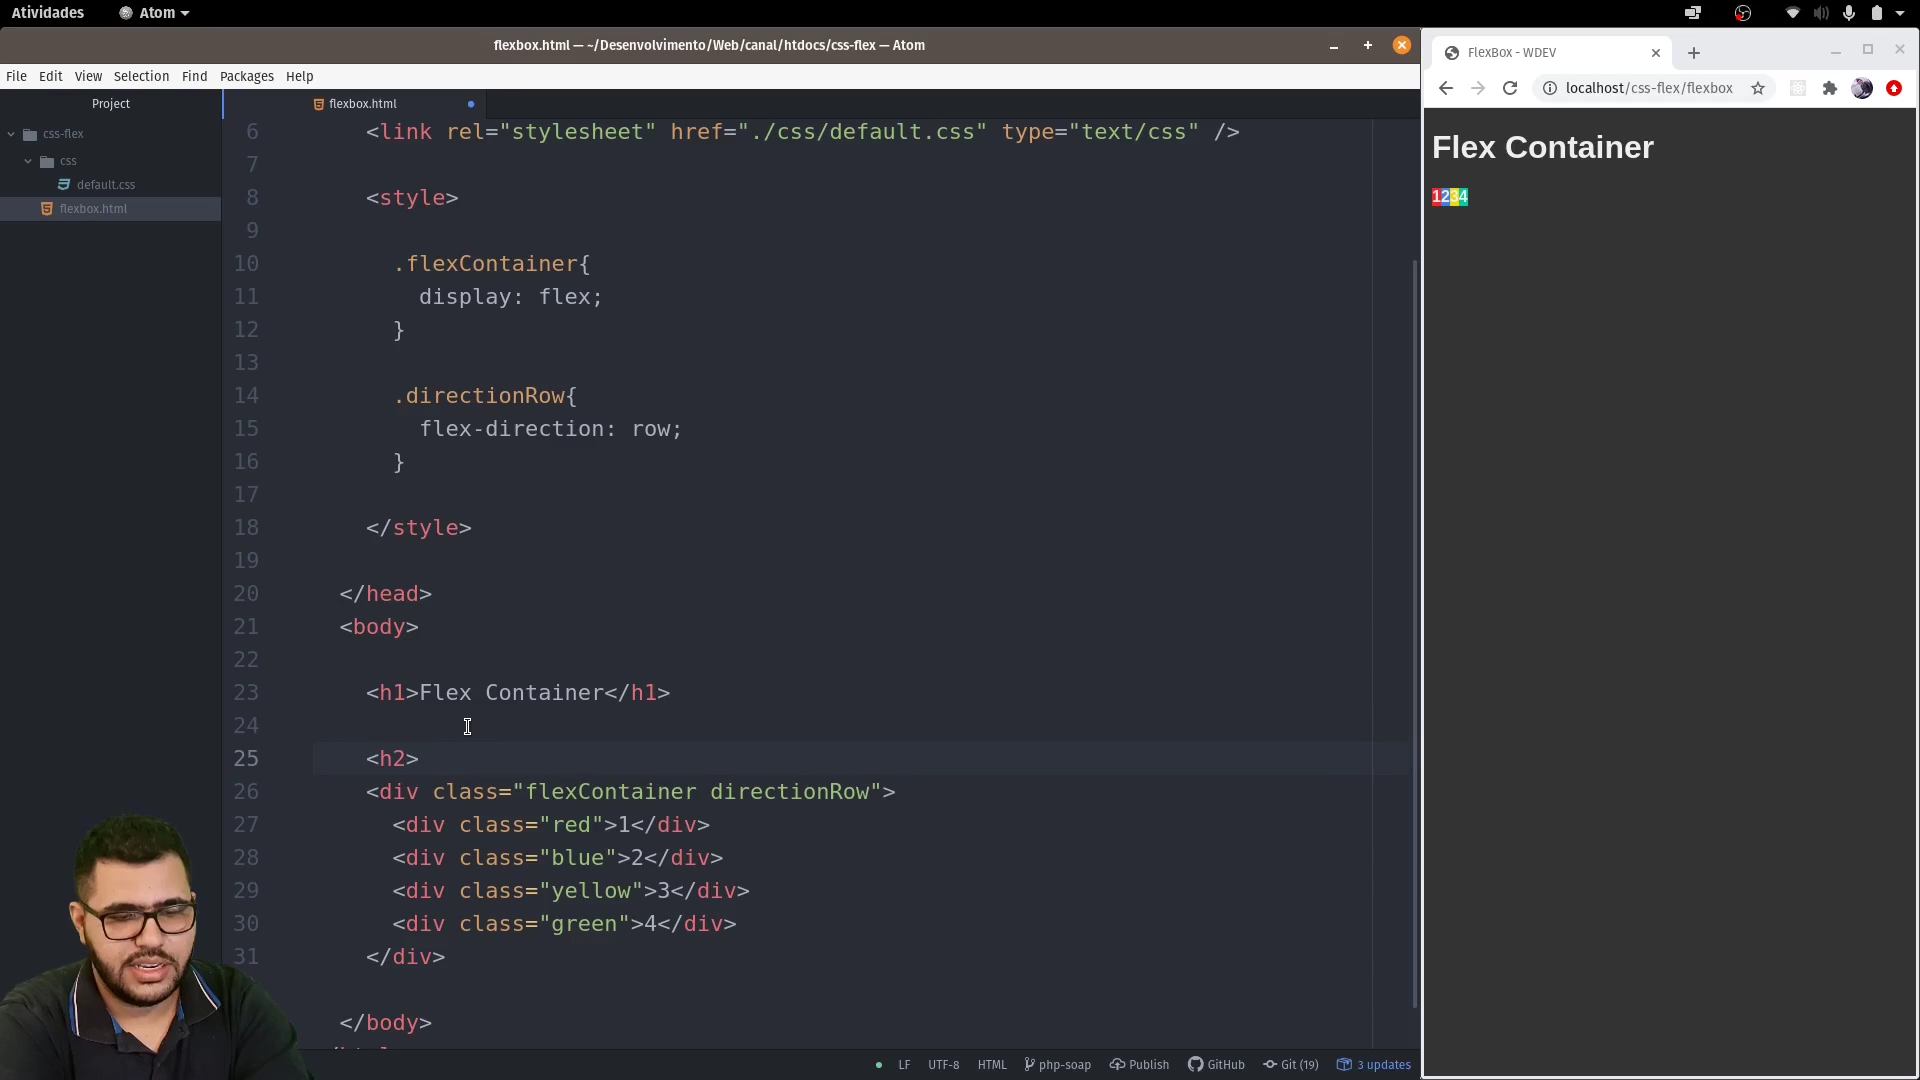 Atividades
Atom
flexbox.html — ~/Desenvolvimento/Web/canal/htdocs/css-flex — Atom
File Edit View Selection Find Packages Help
Project
css-flex
css
default.css
flexbox.html
flexbox.html
6 <link rel="stylesheet" href="./css/default.css" type="text/css" />
7
8 <style>
9
10 .flexContainer{
11 display: flex;
12 }
13
14 .directionRow{
15 flex-direction: row;
16 }
17
18 </style>
19
20 </head>
21 <body>
22
23 <h1>Flex Container</h1>
24
25 <h2>
26 <div class="flexContainer directionRow">
27 <div class="red">1</div>
28 <div class="blue">2</div>
29 <div class="yellow">3</div>
30 <div class="green">4</div>
31 </div>
</body>
LF UTF-8 HTML php-soap Publish GitHub Git (19) 3 updates
FlexBox - WDEV
localhost/css-flex/flexbox
Flex Container
1234